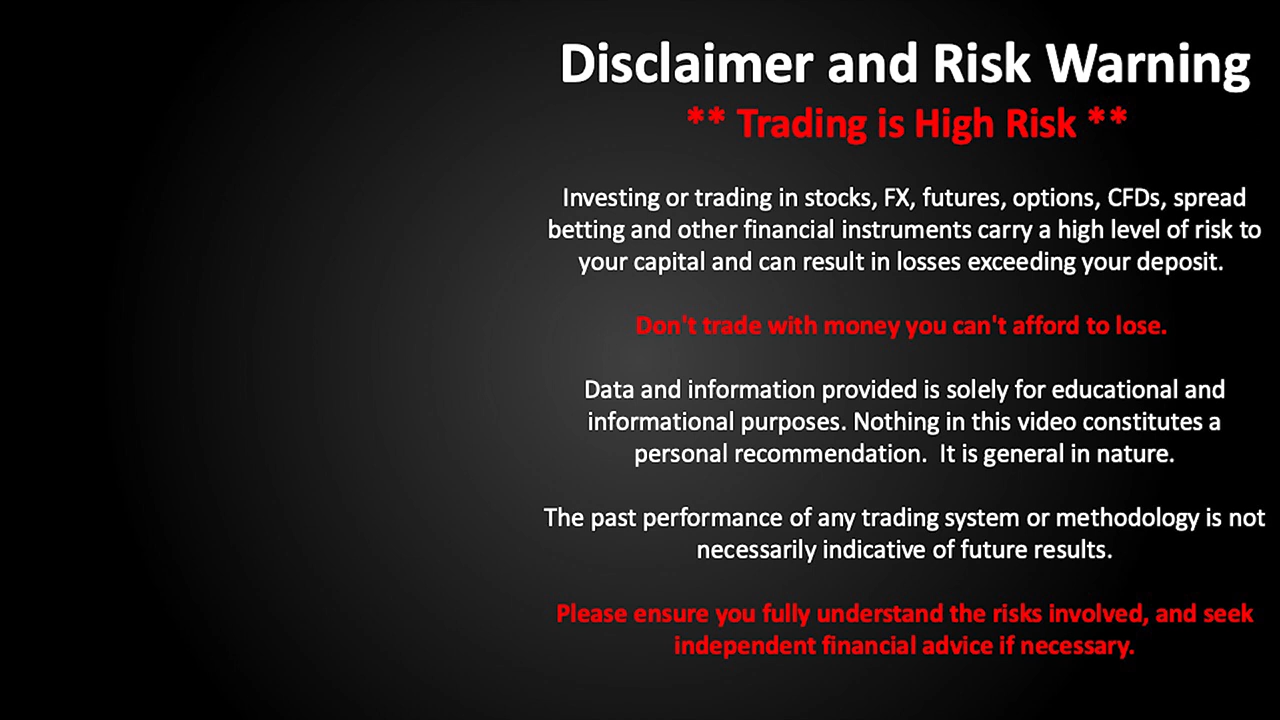 Disclaimer and Risk Warning
** Trading is High Risk **
Investing or trading in stocks, FX, futures, options, CFDs, spread
betting and other financial instruments carry a high level of risk to
your capital and can result in losses exceeding your deposit.
Don't trade with money you can't afford to lose.
Data and information provided is solely for educational and
informational purposes. Nothing in this video constitutes a
personal recommendation.  It is general in nature.
The past performance of any trading system or methodology is not
necessarily indicative of future results.
Please ensure you fully understand the risks involved, and seek
independent financial advice if necessary.